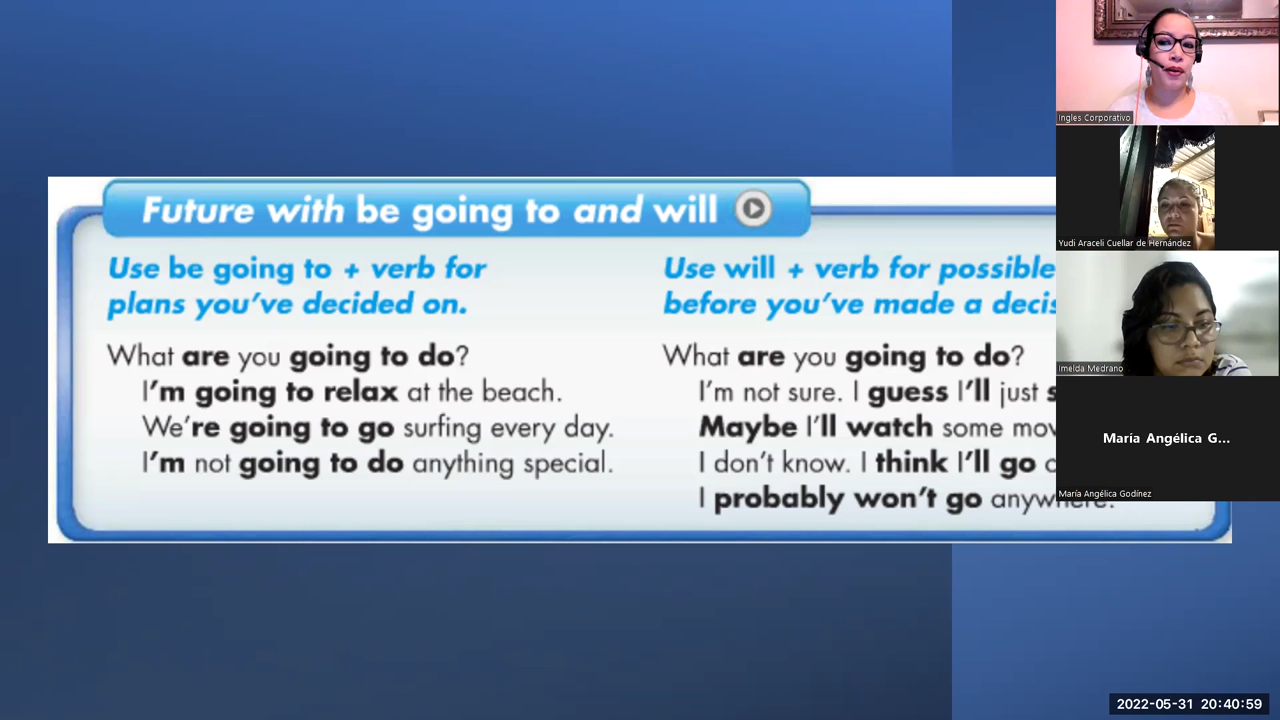 Future with be going to and will
Use be going to + verb for
plans you've decided on.
What are you going to do?
I'm going to relax at the beach.
We're going to go surfing every day.
I'm not going to do anything special.
Use will + verb for possible
before you've made a
What are you going to do?
I'm not sure. I guess I'll just
Maybe I'll watch some
I don't know. I think I'll go
I probably won't go anywhere.
Ingles Corporativo
Yudi Araceli Cuellar de Hernández
Imelda Medrano
María Angélica G...
María Angélica Godínez
2022-05-31 20:40:59